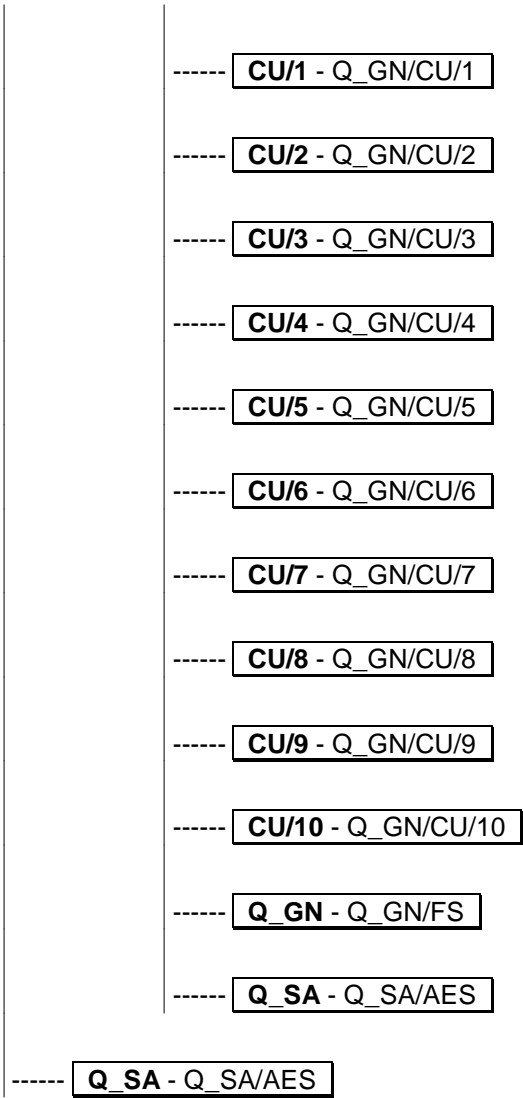 ------ CU/1 - Q_GN/CU/1
------ CU/2 - Q_GN/CU/2
------ CU/3 - Q_GN/CU/3
------ CU/4 - Q_GN/CU/4
------ CU/5 - Q_GN/CU/5
------ CU/6 - Q_GN/CU/6
------ CU/7 - Q_GN/CU/7
------ CU/8 - Q_GN/CU/8
------ CU/9 - Q_GN/CU/9
------ CU/10 - Q_GN/CU/10
------ Q_GN - Q_GN/FS
------ Q_SA - Q_SA/AES
------ Q_SA - Q_SA/AES